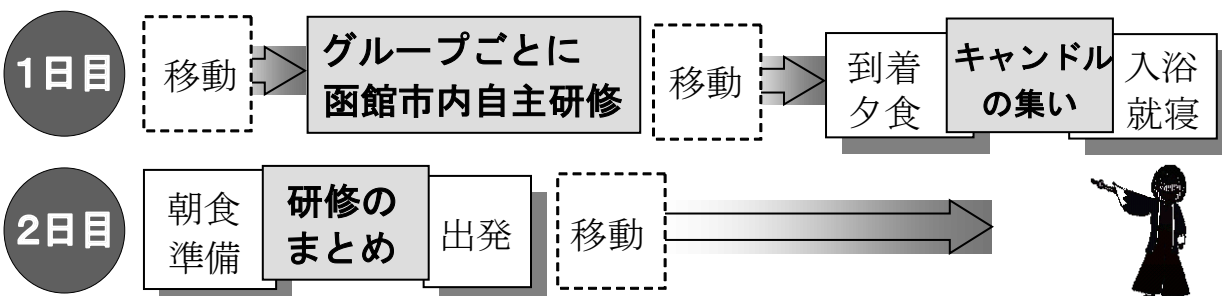 1日目
移動
グループごとに
函館市内自主研修
移動
到着
夕食
キャンドル
の集い
入浴
就寝
2日目
朝食
準備
研修の
まとめ
出発
移動